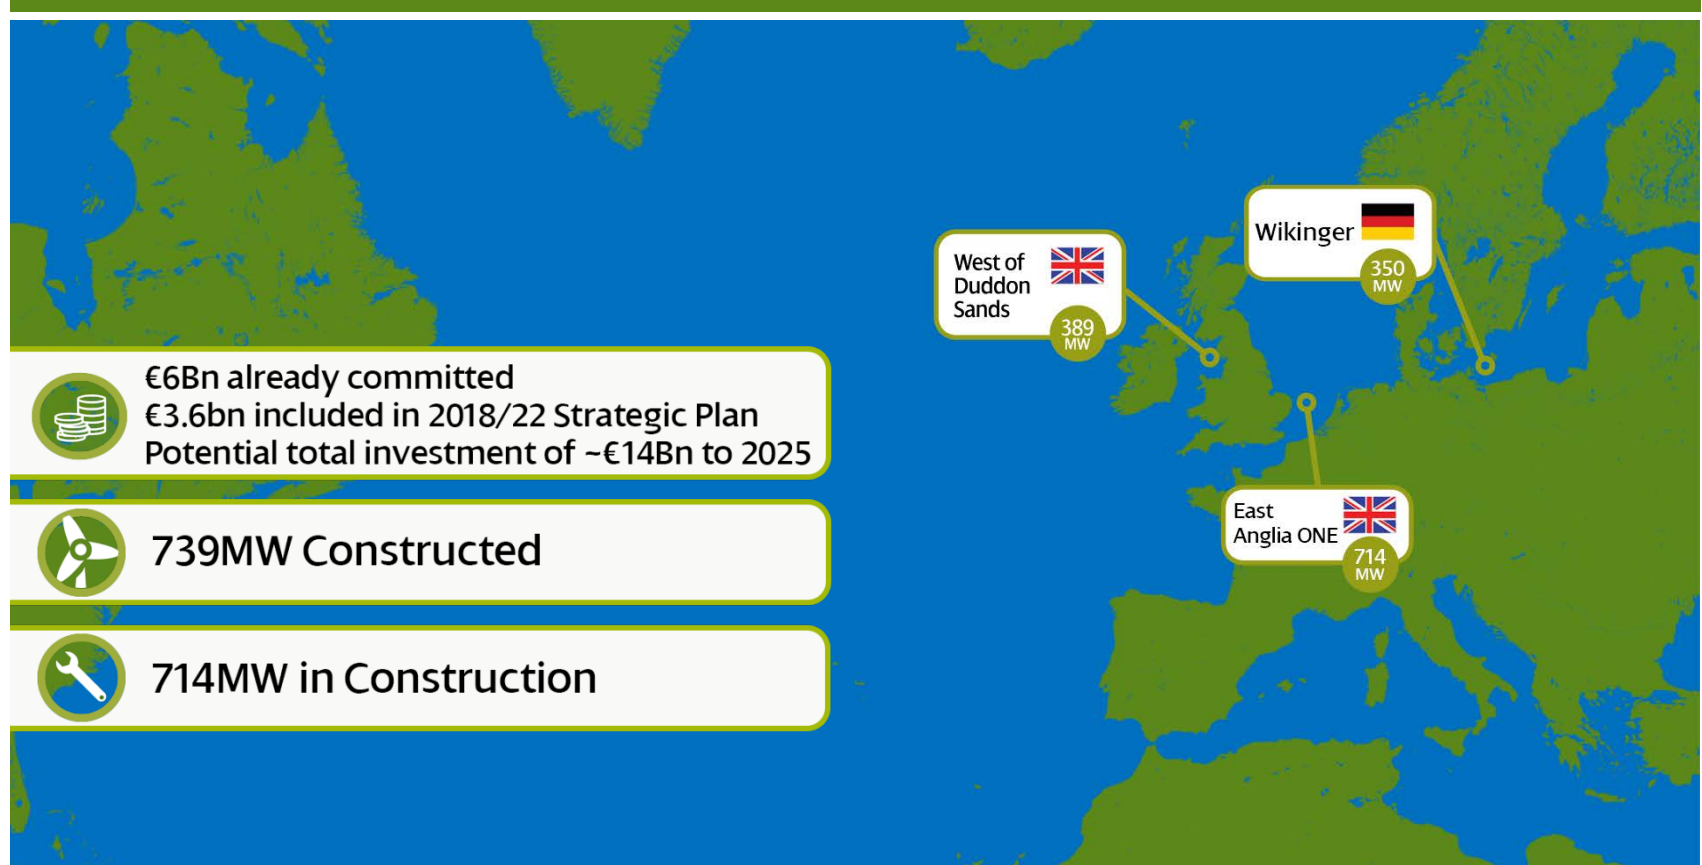 West of
Duddon
Sands
389
MW
Wikinger
350
MW
€6Bn already committed
€3.6bn included in 2018/22 Strategic Plan
Potential total investment of ~€14Bn to 2025
739MW Constructed
714MW in Construction
East
Anglia ONE
714
MW